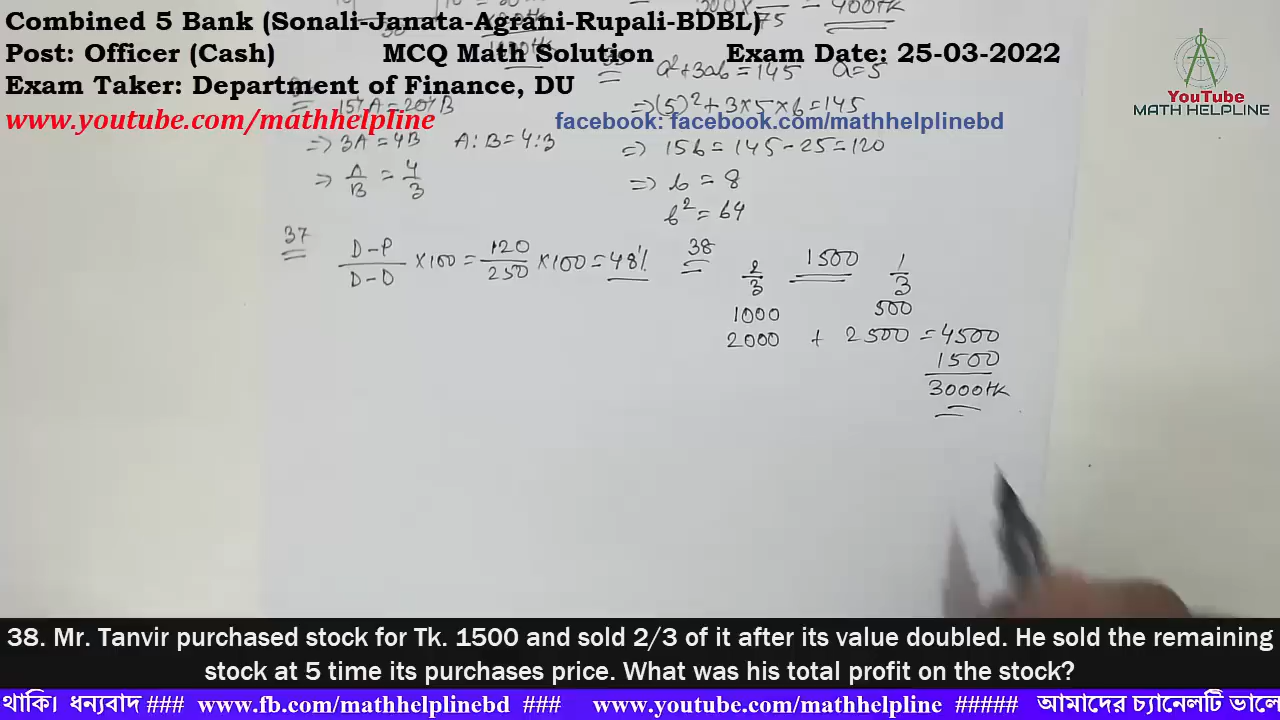 Combined 5 Bank (Sonali-Janata-Agrani-Rupali-BDBL)
Post: Officer (Cash) MCQ Math Solution Exam Date: 25-03-2022
Exam Taker: Department of Finance, DU
www.youtube.com/mathhelpline
facebook: facebook.com/mathhelplinebd
YouTube
MATH HELPLINE
75
= 400tk
15% A = 20% B
⇒ 3A = 4B A : B = 4 : 3
⇒ A/B = 4/3
a² + 3ab = 145 a = 5
⇒ (5)² + 3 × 5 × b = 145
⇒ 15b = 145 - 25 = 120
⇒ b = 8
b² = 64
37
D-P/D-O × 100 = 120/250 × 100 = 48%
38
2/3 1500 1/3
1000 500
2000 + 2500 = 4500
1500
3000tk
38. Mr. Tanvir purchased stock for Tk. 1500 and sold 2/3 of it after its value doubled. He sold the remaining
stock at 5 time its purchases price. What was his total profit on the stock?
থাকি। ধন্যবাদ ### www.fb.com/mathhelplinebd ### www.youtube.com/mathhelpline ##### আমাদের চ্যানেলটি ভালে